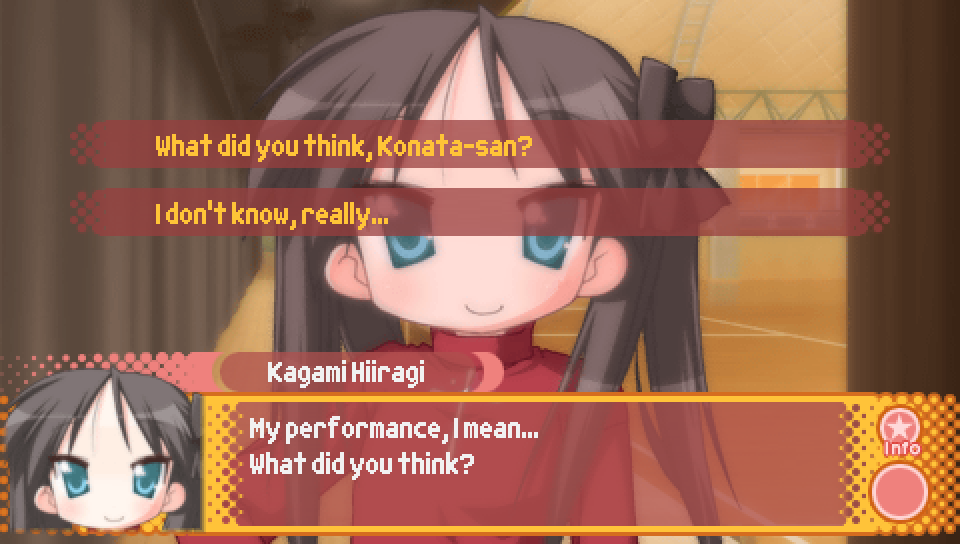 What did you think, Konata-san?
I don't know, really...
Kagami Hiiragi
My performance, I mean...
What did you think?
Info